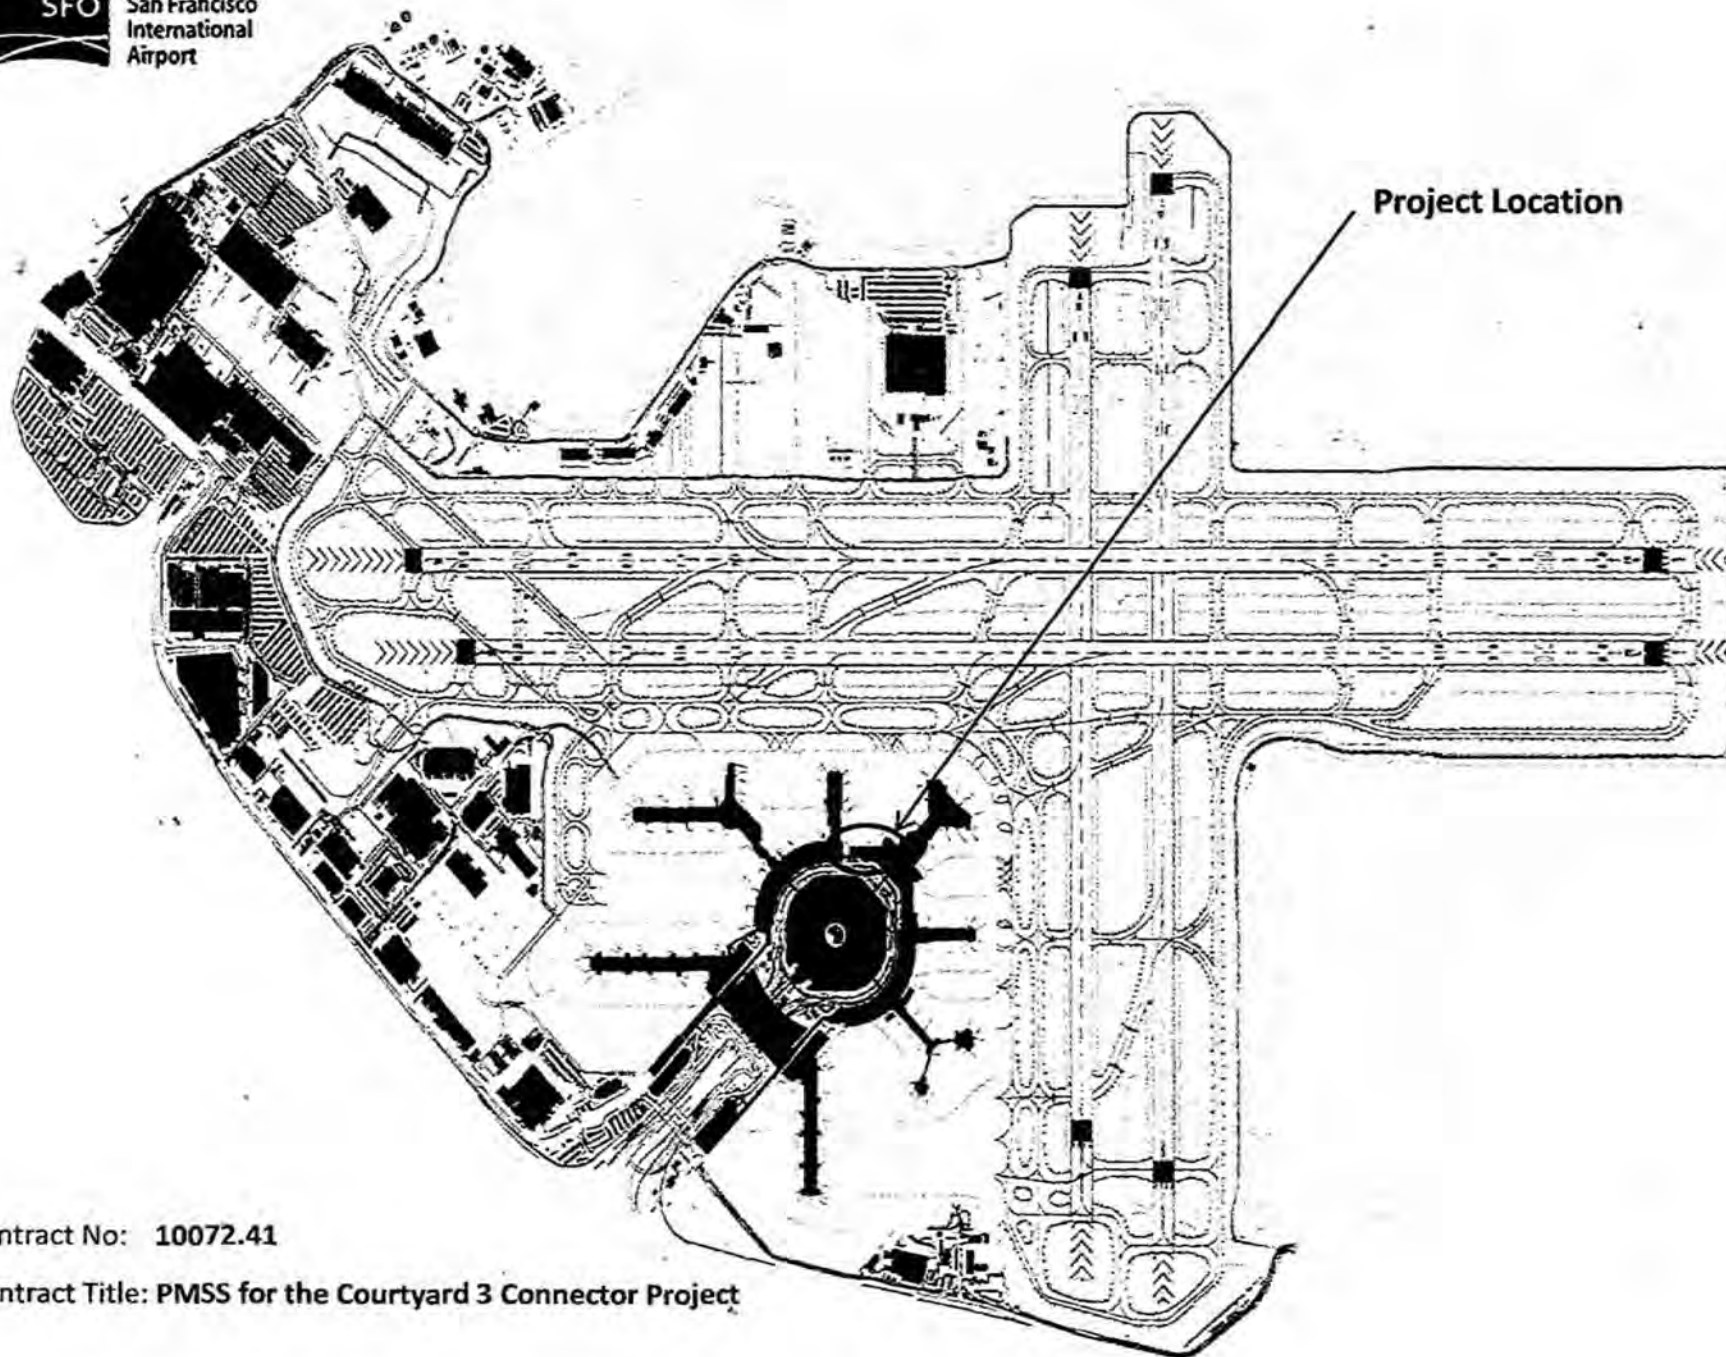 SFO
San Francisco
International
Airport
Project Location
ntract No: 10072.41
ntract Title: PMSS for the Courtyard 3 Connector Project